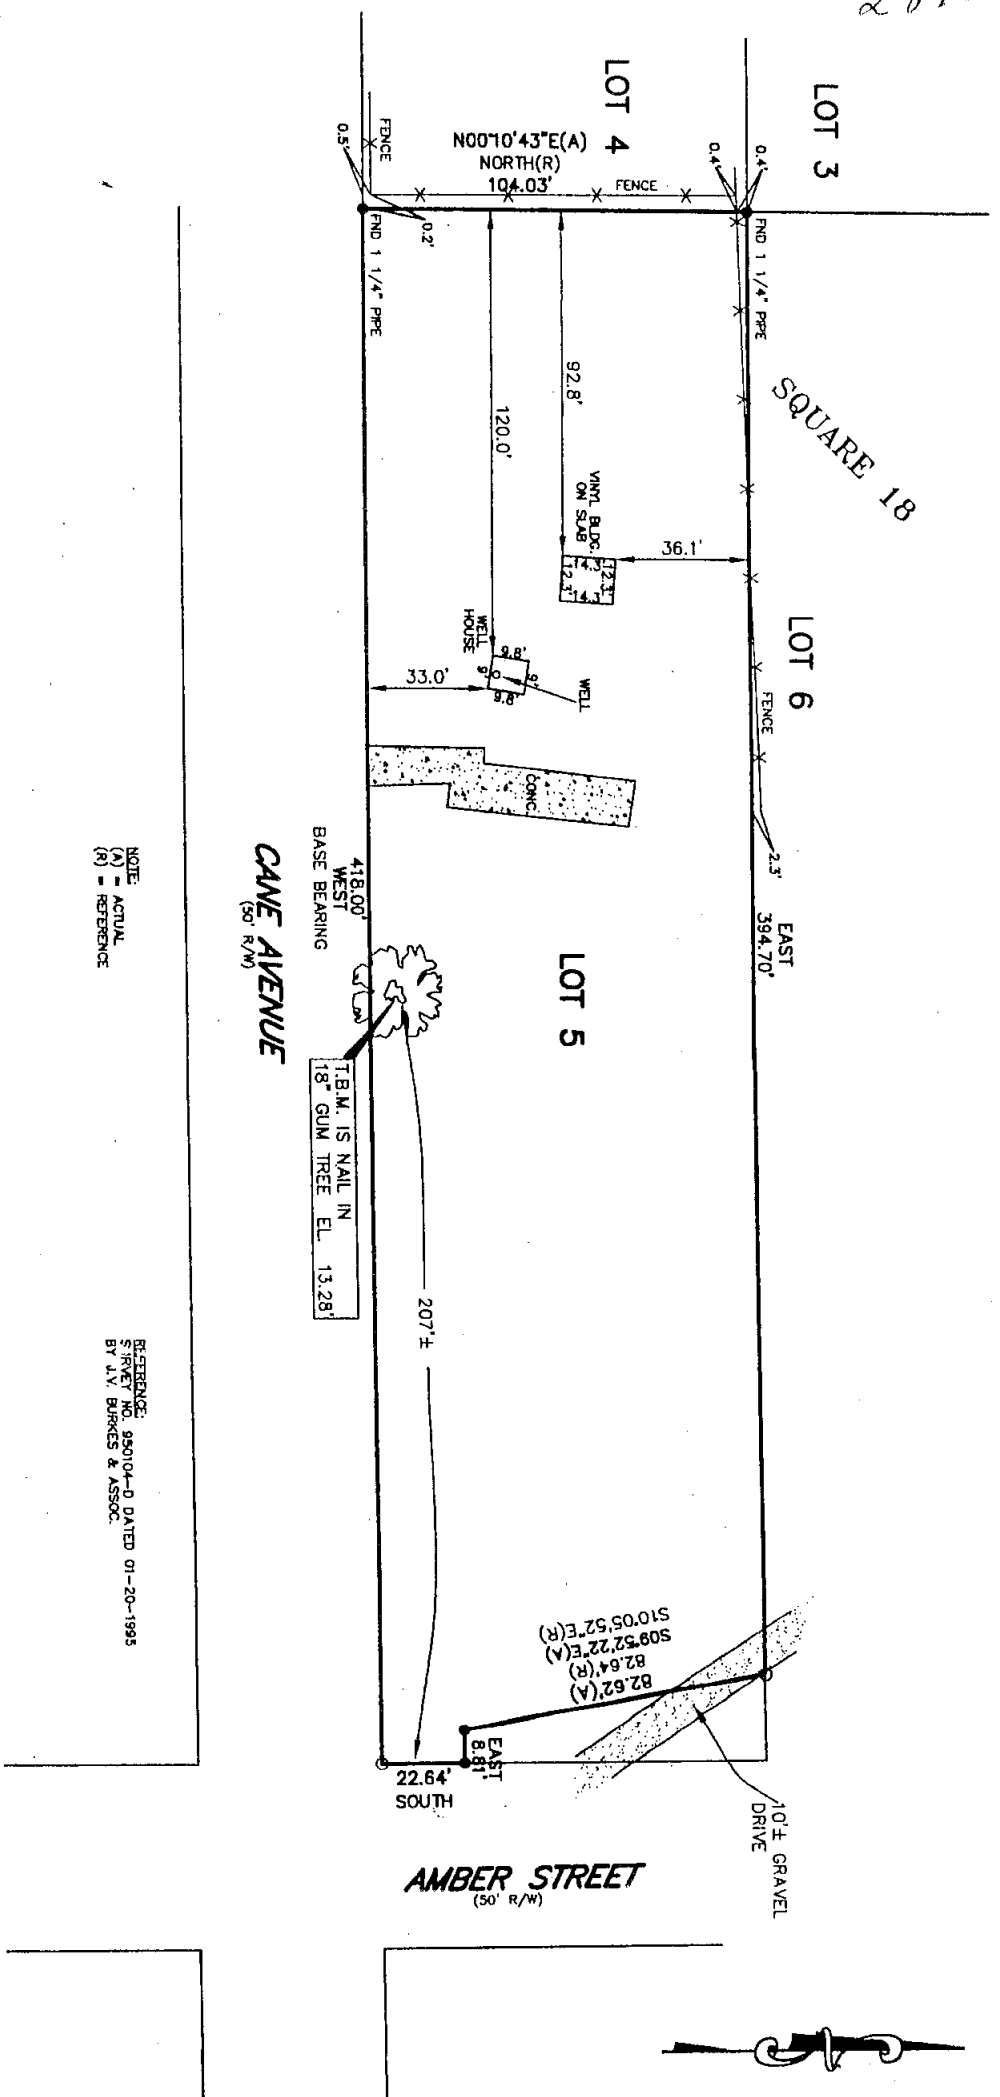 LOT 3
LOT 4
FENCE
0.5'
N00°10'43"E(A)
NORTH(R)
104.03'
FENCE
0.4'
0.4'
0.2'
FND 1 1/4" PIPE
FND 1 1/4" PIPE
SQUARE 18
92.8'
120.0'
VINYL BLDG.
ON SLAB
14.3'
12.3'
12.3'
14.3'
36.1'
LOT 6
FENCE
2.3'
WELL
HOUSE
9.8'
9'
9'
9.8'
WELL
33.0'
CONC.
EAST
394.70'
LOT 5
418.00'
WEST
BASE BEARING
CANE AVENUE
(50' R/W)
T.B.M. IS NAIL IN
18" GUM TREE EL. 13.28'
207'±
NOTE:
(A) = ACTUAL
(R) = REFERENCE
REFERENCE:
SURVEY NO. 950104-D DATED 01-20-1995
BY J.V. BURKES & ASSOC.
S10°05'52"E(R)
S09°52'22"E(A)
82.64'(R)
82.62'(A)
EAST
8.81'
22.64'
SOUTH
10'± GRAVEL
DRIVE
AMBER STREET
(50' R/W)